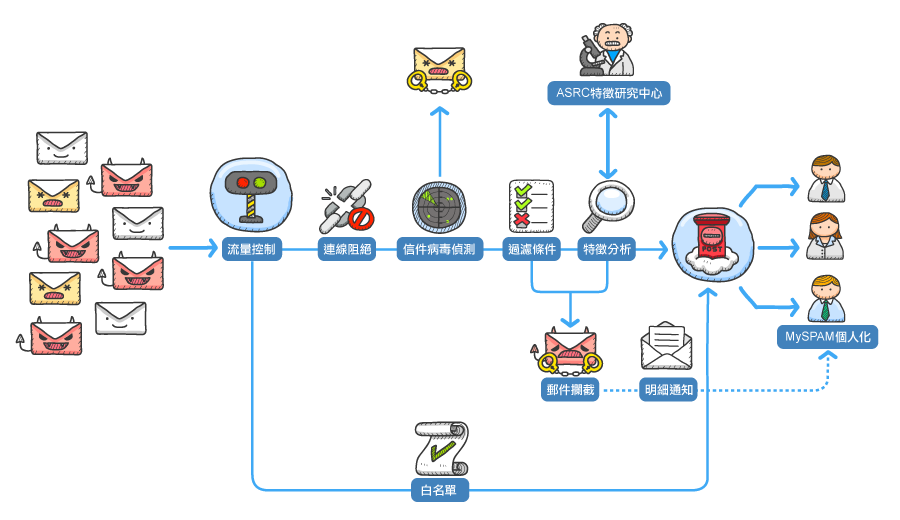 ASRC特徵研究中心
流量控制
連線阻絕
信件病毒偵測
過濾條件
特徵分析
POST
MySPAM個人化
郵件攔截
明細通知
白名單